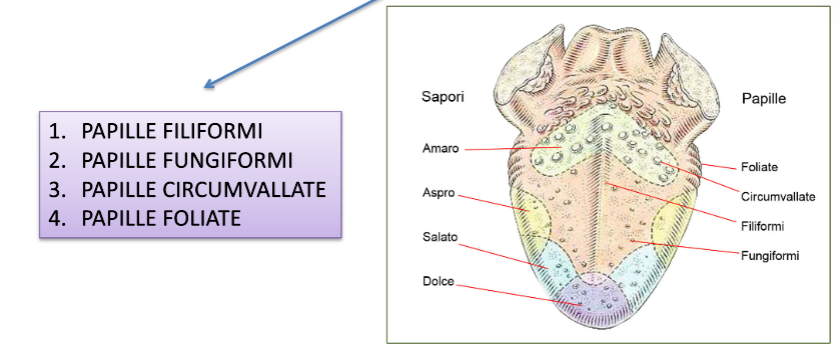 1. PAPILLE FILIFORMI
2. PAPILLE FUNGIFORMI
3. PAPILLE CIRCUMVALLATE
4. PAPILLE FOLIATE
Sapori
Amaro
Aspro
Salato
Dolce
Papille
Foliate
Circumvallate
Filiformi
Fungiformi